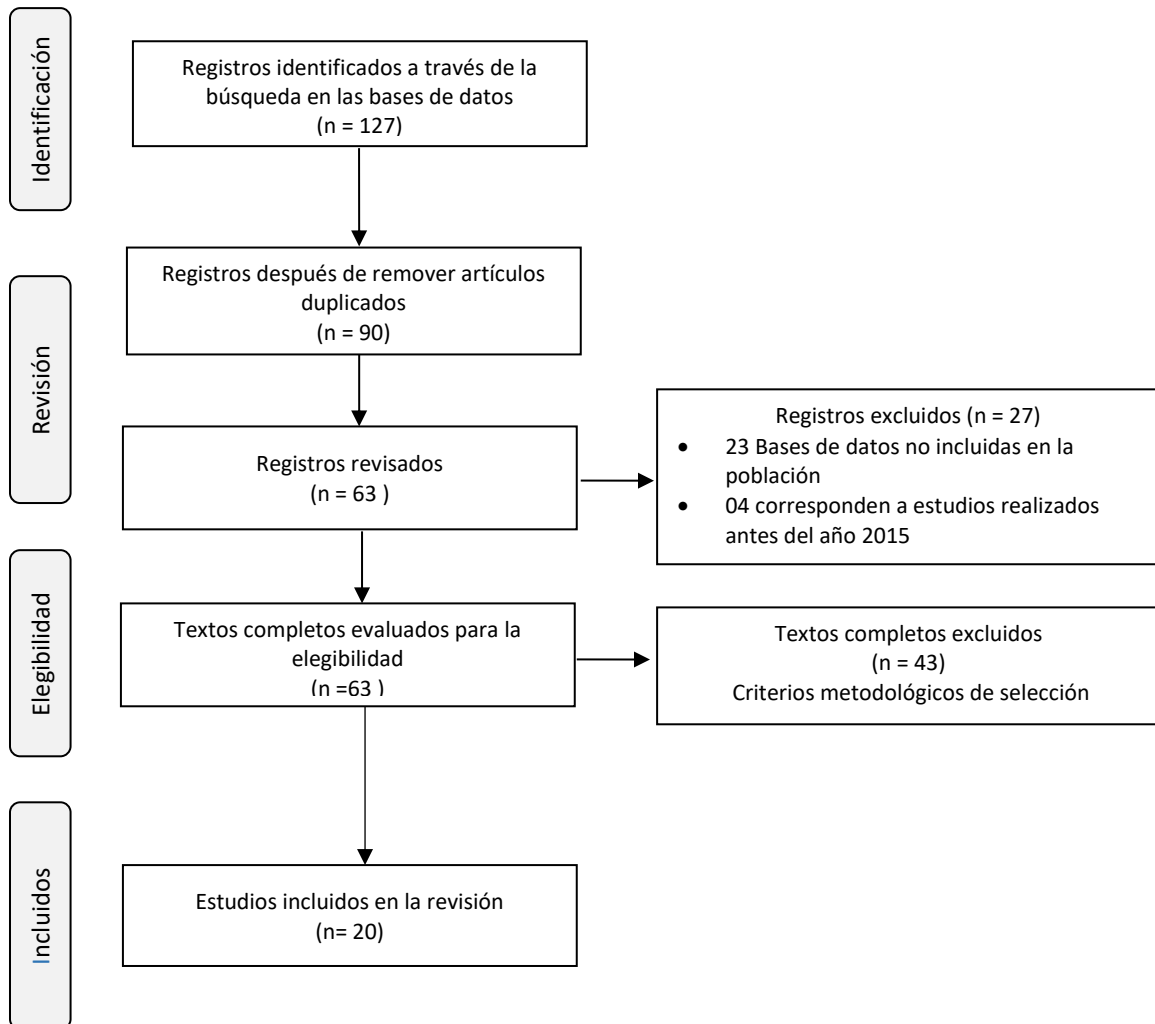 Identificación
Registros identificados a través de la
búsqueda en las bases de datos
(n = 127)
Revisión
Registros después de remover artículos
duplicados
(n = 90)
Registros revisados
(n = 63 )
Registros excluidos (n = 27)
• 23 Bases de datos no incluidas en la
población
• 04 corresponden a estudios realizados
antes del año 2015
Elegibilidad
Textos completos evaluados para la
elegibilidad
(n =63 )
Textos completos excluidos
(n = 43)
Criterios metodológicos de selección
Incluidos
Estudios incluidos en la revisión
(n= 20)